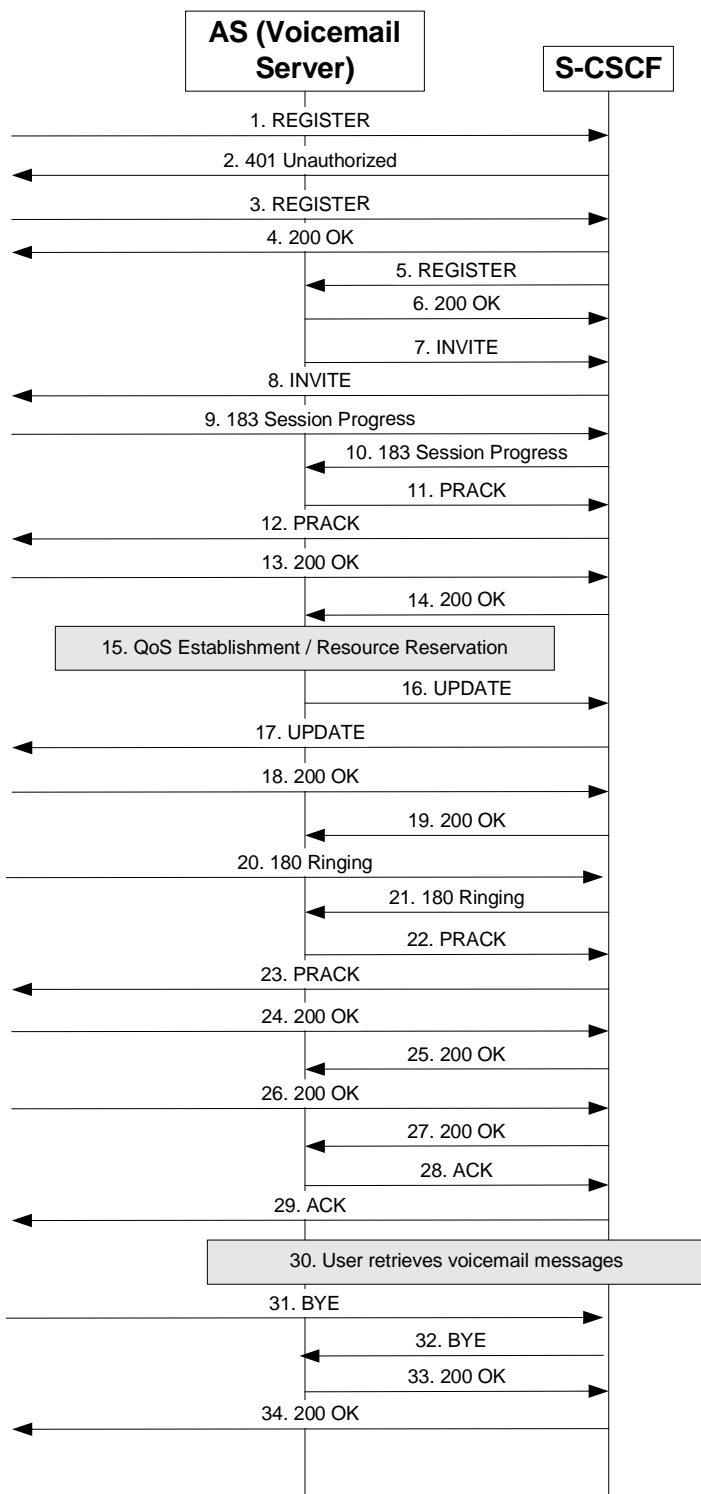 AS (Voicemail
Server)
S-CSCF
1. REGISTER
2. 401 Unauthorized
3. REGISTER
4. 200 OK
5. REGISTER
6. 200 OK
7. INVITE
8. INVITE
9. 183 Session Progress
10. 183 Session Progress
11. PRACK
12. PRACK
13. 200 OK
14. 200 OK
15. QoS Establishment / Resource Reservation
16. UPDATE
17. UPDATE
18. 200 OK
19. 200 OK
20. 180 Ringing
21. 180 Ringing
22. PRACK
23. PRACK
24. 200 OK
25. 200 OK
26. 200 OK
27. 200 OK
28. ACK
29. ACK
30. User retrieves voicemail messages
31. BYE
32. BYE
33. 200 OK
34. 200 OK